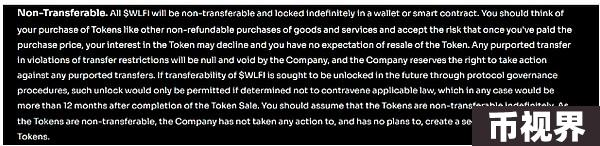 Non-Transferable. All $WLFI will be non-transferable and locked indefinitely in a wallet or smart contract. You should think of
your purchase of Tokens like other non-refundable purchases of goods and services and accept the risk that once you've paid the
purchase price, your interest in the Token may decline and you have no expectation of resale of the Token. Any purported transfer
in violations of transfer restrictions will be null and void by the Company, and the Company reserves the right to take action
against any purported transfers. If transferability of $WLFI is sought to be unlocked in the future through protocol governance
procedures, such unlock would only be permitted if determined not to contravene applicable law, which in any case would be
more than 12 months after completion of the Token Sale. You should assume that the Tokens are non-transferable indefinitely. As
the Tokens are non-transferable, the Company has not taken any action to, and has no plans to, create a
Tokens.
币视界